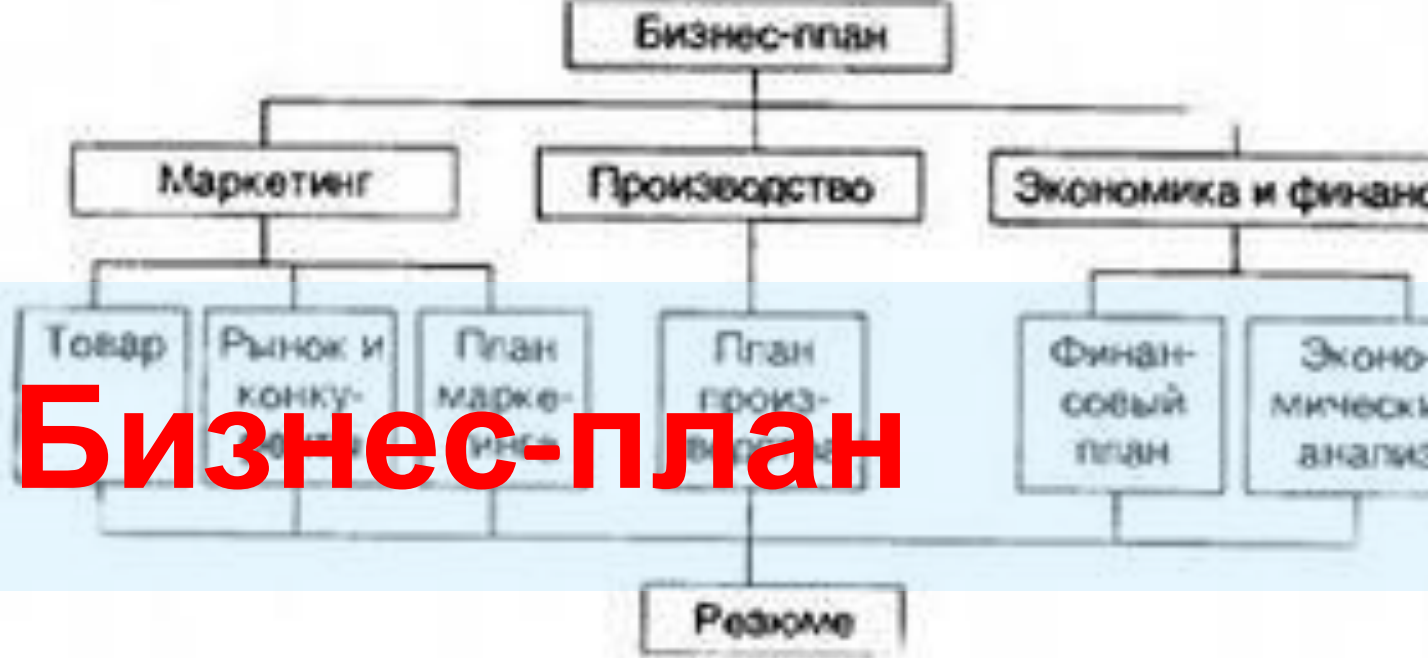 Бизнес-план
Маркетинг
Производство
Экономика и финанс
Товар
Рынок и
конку-
План
марке-
План
произ-
Финан-
совый
план
Эконо-
мически
анализ
Бизнес-план
Резюме